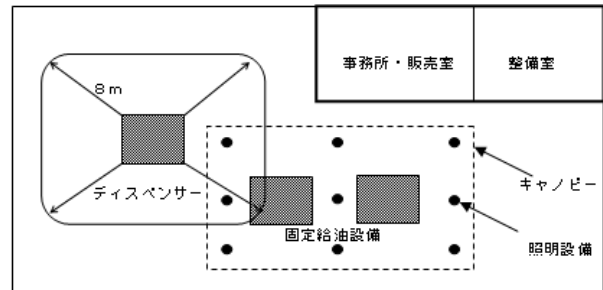 事務所・販売室
整備室
8m
ディスペンサー
キャノピー
固定給油設備
照明設備